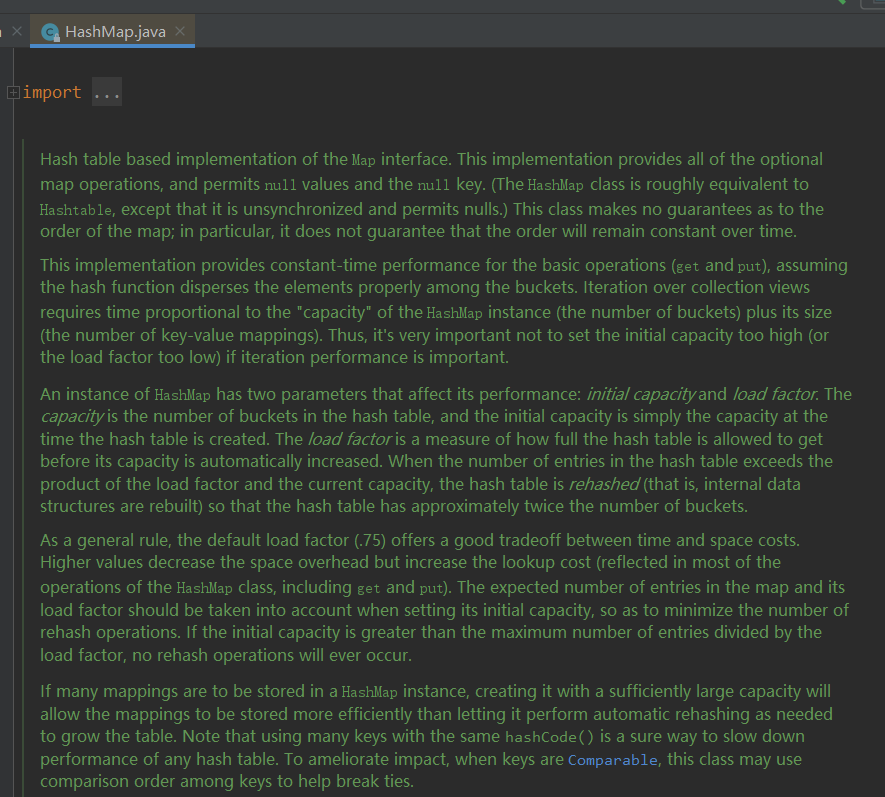 HashMap.java
import ...
Hash table based implementation of the Map interface. This implementation provides all of the optional
map operations, and permits null values and the null key. (The HashMap class is roughly equivalent to
Hashtable, except that it is unsynchronized and permits nulls.) This class makes no guarantees as to the
order of the map; in particular, it does not guarantee that the order will remain constant over time.
This implementation provides constant-time performance for the basic operations (get and put), assuming
the hash function disperses the elements properly among the buckets. Iteration over collection views
requires time proportional to the "capacity" of the HashMap instance (the number of buckets) plus its size
(the number of key-value mappings). Thus, it's very important not to set the initial capacity too high (or
the load factor too low) if iteration performance is important.
An instance of HashMap has two parameters that affect its performance: initial capacity and load factor. The
capacity is the number of buckets in the hash table, and the initial capacity is simply the capacity at the
time the hash table is created. The load factor is a measure of how full the hash table is allowed to get
before its capacity is automatically increased. When the number of entries in the hash table exceeds the
product of the load factor and the current capacity, the hash table is rehashed (that is, internal data
structures are rebuilt) so that the hash table has approximately twice the number of buckets.
As a general rule, the default load factor (.75) offers a good tradeoff between time and space costs.
Higher values decrease the space overhead but increase the lookup cost (reflected in most of the
operations of the HashMap class, including get and put). The expected number of entries in the map and its
load factor should be taken into account when setting its initial capacity, so as to minimize the number of
rehash operations. If the initial capacity is greater than the maximum number of entries divided by the
load factor, no rehash operations will ever occur.
If many mappings are to be stored in a HashMap instance, creating it with a sufficiently large capacity will
allow the mappings to be stored more efficiently than letting it perform automatic rehashing as needed
to grow the table. Note that using many keys with the same hashCode() is a sure way to slow down
performance of any hash table. To ameliorate impact, when keys are Comparable, this class may use
comparison order among keys to help break ties.